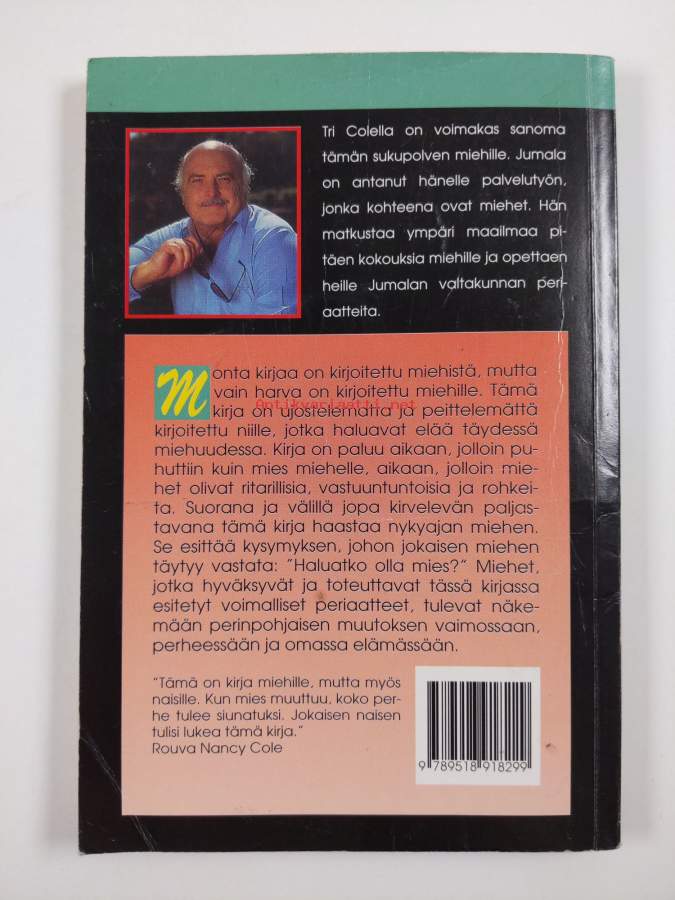 Tri Colella on voimakas sanoma
tämän sukupolven miehille. Jumala
on antanut hänelle palvelutyön,
jonka kohteena ovat miehet. Hän
matkustaa ympäri maailmaa pi-
täen kokouksia miehille ja opettaen
heille Jumalan valtakunnan peri-
aatteita.
Monta kirjaa on kirjoitettu miehistä, mutta
vain harva on kirjoitettu miehille. Tämä
Antikvariaatti.net
kirja on ujostelematta ja peittelemättä
kirjoitettu niille, jotka haluavat elää täydessä
miehuudessa. Kirja on paluu aikaan, jolloin pu-
huttiin kuin mies miehelle, aikaan, jolloin mie-
het olivat ritarillisia, vastuuntuntoisia ja rohkei-
ta. Suorana ja välillä jopa kirvelevän paljas-
tavana tämä kirja haastaa nykyajan miehen.
Se esittää kysymyksen, johon jokaisen miehen
täytyy vastata: ”Haluatko olla mies?” Miehet,
jotka hyväksyvät ja toteuttavat tässä kirjassa
esitetyt voimalliset periaatteet, tulevat näke-
mään perinpohjaisen muutoksen vaimossaan,
perheessään ja omassa elämässään.
”Tämä on kirja miehille, mutta myös
naisille. Kun mies muuttuu, koko per-
he tulee siunatuksi. Jokaisen naisen
tulisi lukea tämä kirja.”
Rouva Nancy Cole
9 789518 918299